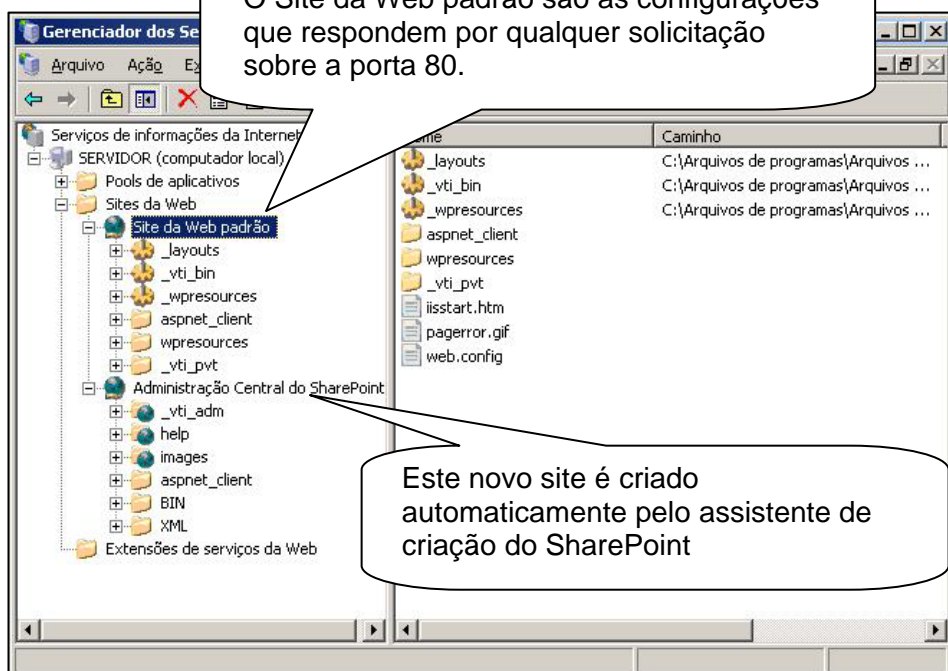 O Site da Web padrão são as configurações
que respondem por qualquer solicitação
sobre a porta 80.
Gerenciador dos
Arquivo Ação
Serviços de informações da Internet
SERVIDOR (computador local)
Pools de aplicativos
Sites da Web
Site da Web padrão
_layouts
_vti_bin
_wpresources
aspnet_client
wpresources
_vti_pvt
Administração Central do SharePoint
_vti_adm
help
images
aspnet_client
BIN
XML
Extensões de serviços da Web
Caminho
_layouts C:\Arquivos de programas\Arquivos ...
_vti_bin C:\Arquivos de programas\Arquivos ...
_wpresources C:\Arquivos de programas\Arquivos ...
aspnet_client
wpresources
_vti_pvt
iisstart.htm
pagerror.gif
web.config
Este novo site é criado
automaticamente pelo assistente de
criação do SharePoint